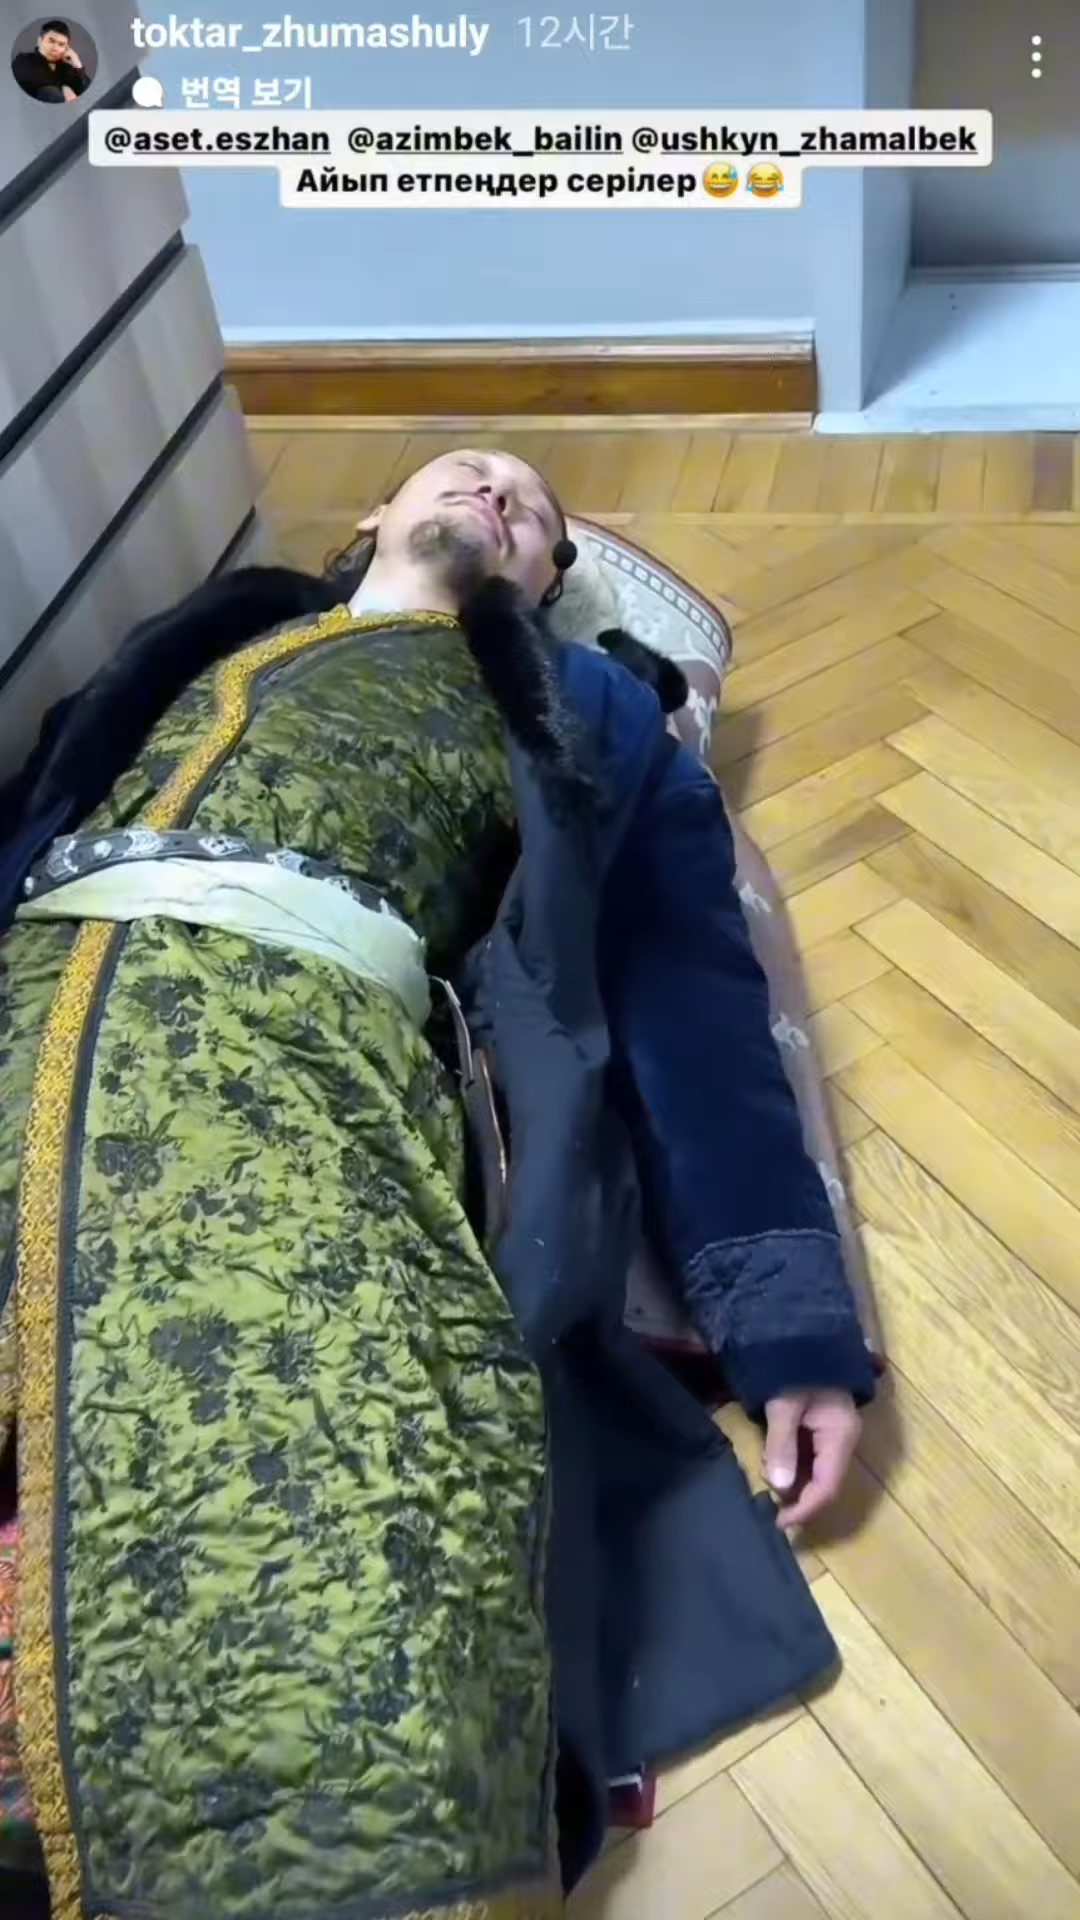 toktar_zhumashuly 12시간
번역 보기
@aset.eszhan @azimbek_bailin @ushkyn_zhamalbek
Айып етпеңдер серілер😅😂